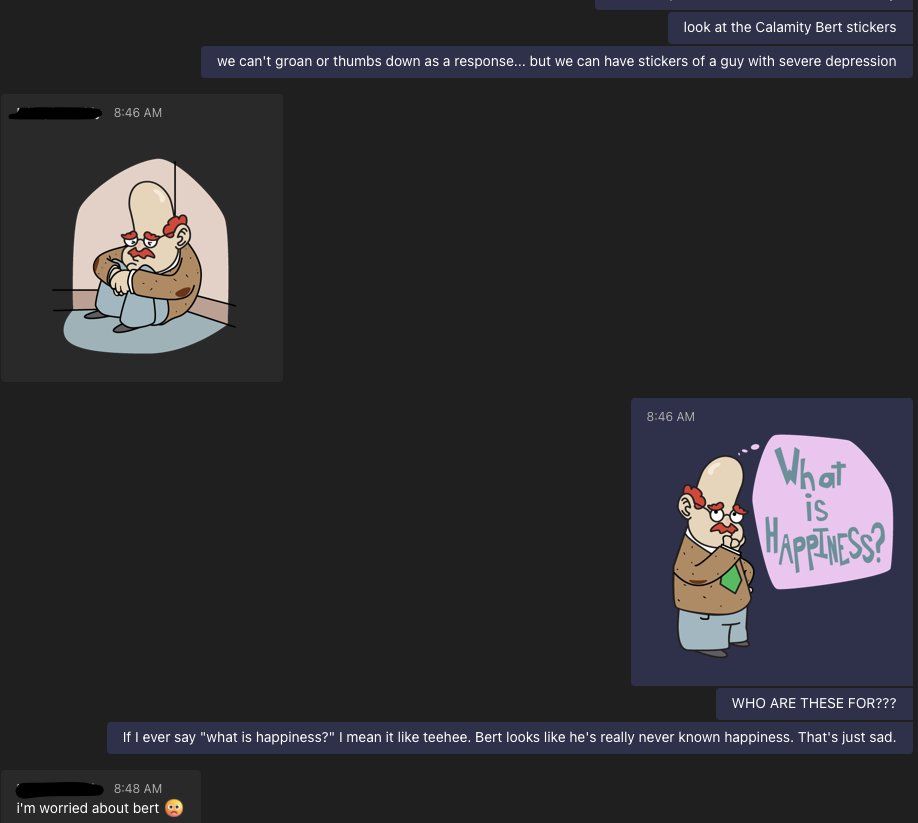 look at the Calamity Bert stickers
we can't groan or thumbs down as a response... but we can have stickers of a guy with severe depression
8:46 AM
8:46 AM
What
is
HAPPINESS?
WHO ARE THESE FOR???
If I ever say "what is happiness?" I mean it like teehee. Bert looks like he's really never known happiness. That's just sad.
8:48 AM
i'm worried about bert 🙁